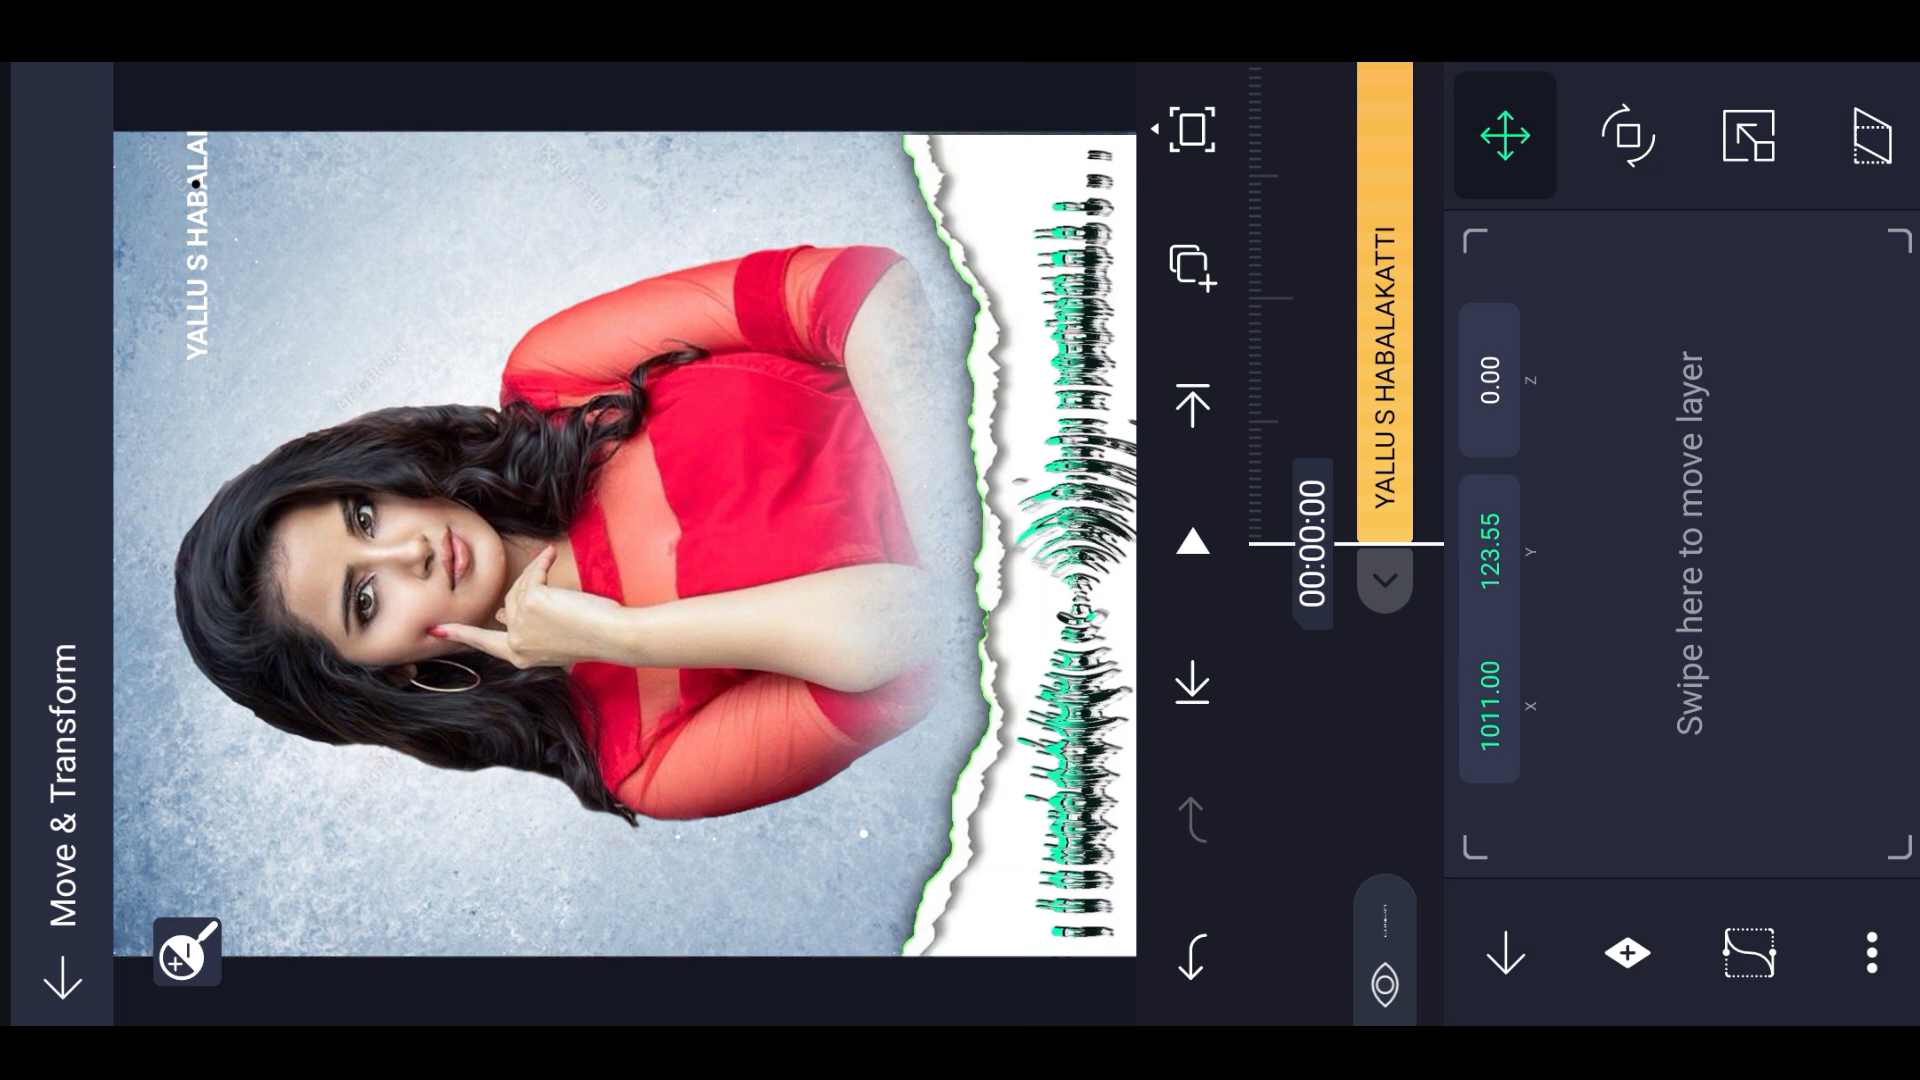 Move & Transform
YALLU S HABALAI
00:00:00
YALLU S HABALAKATTI
1011.00
123.55
0.00
X
Y
Z
Swipe here to move layer